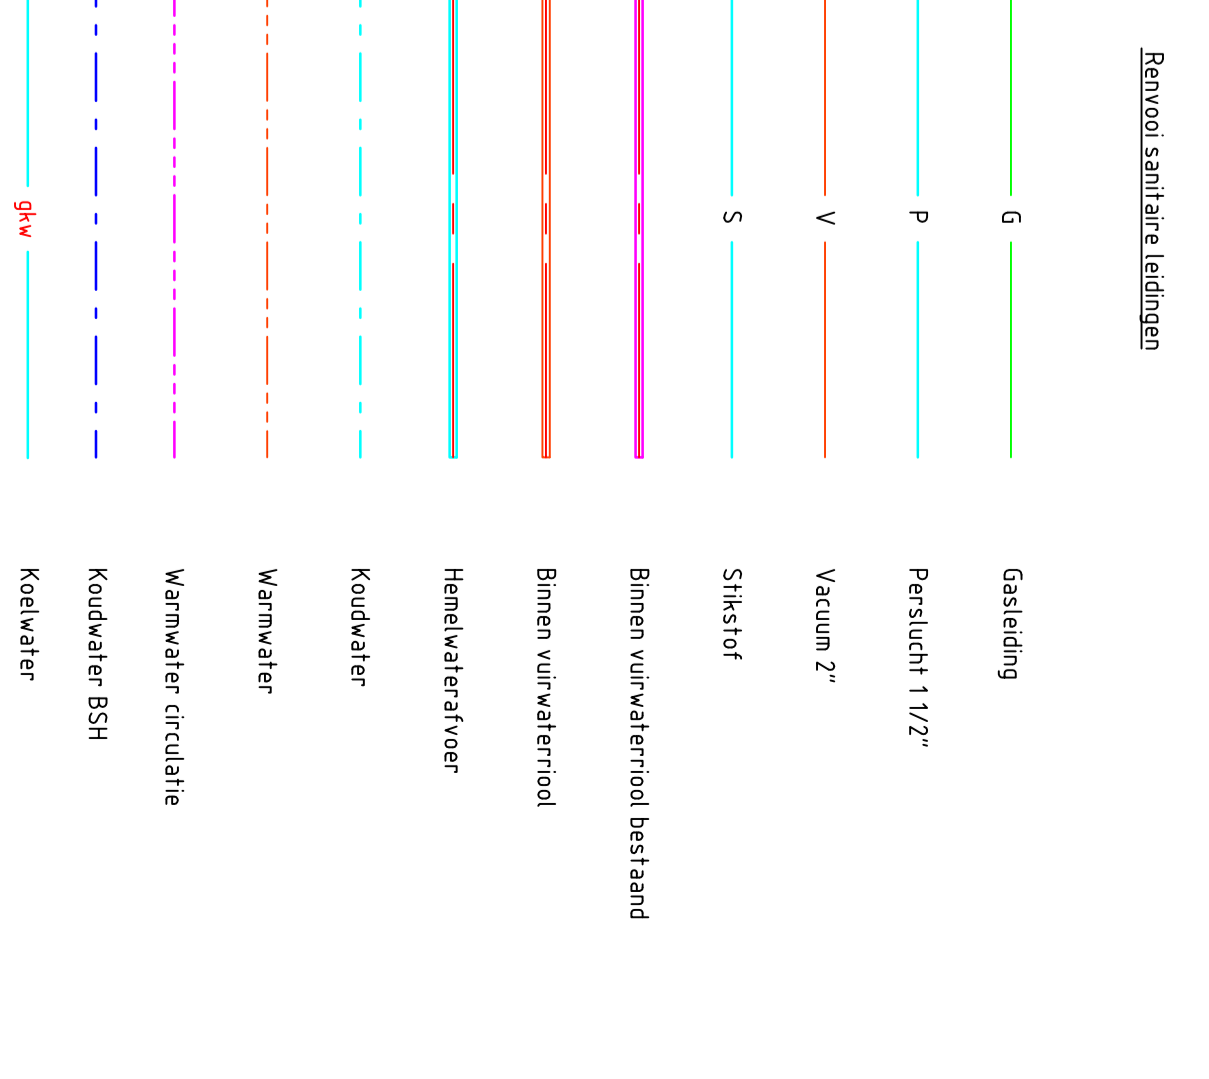 Renvooi sanitaire leidingen
G Gasleiding
P Perslucht 1 1/2"
V Vacuum 2"
S Stikstof
Binnen vuirwaterriool bestaand
Binnen vuirwaterriool
Hemelwaterafvoer
Koudwater
Warmwater
Warmwater circulatie
Koudwater BSH
gkw Koelwater